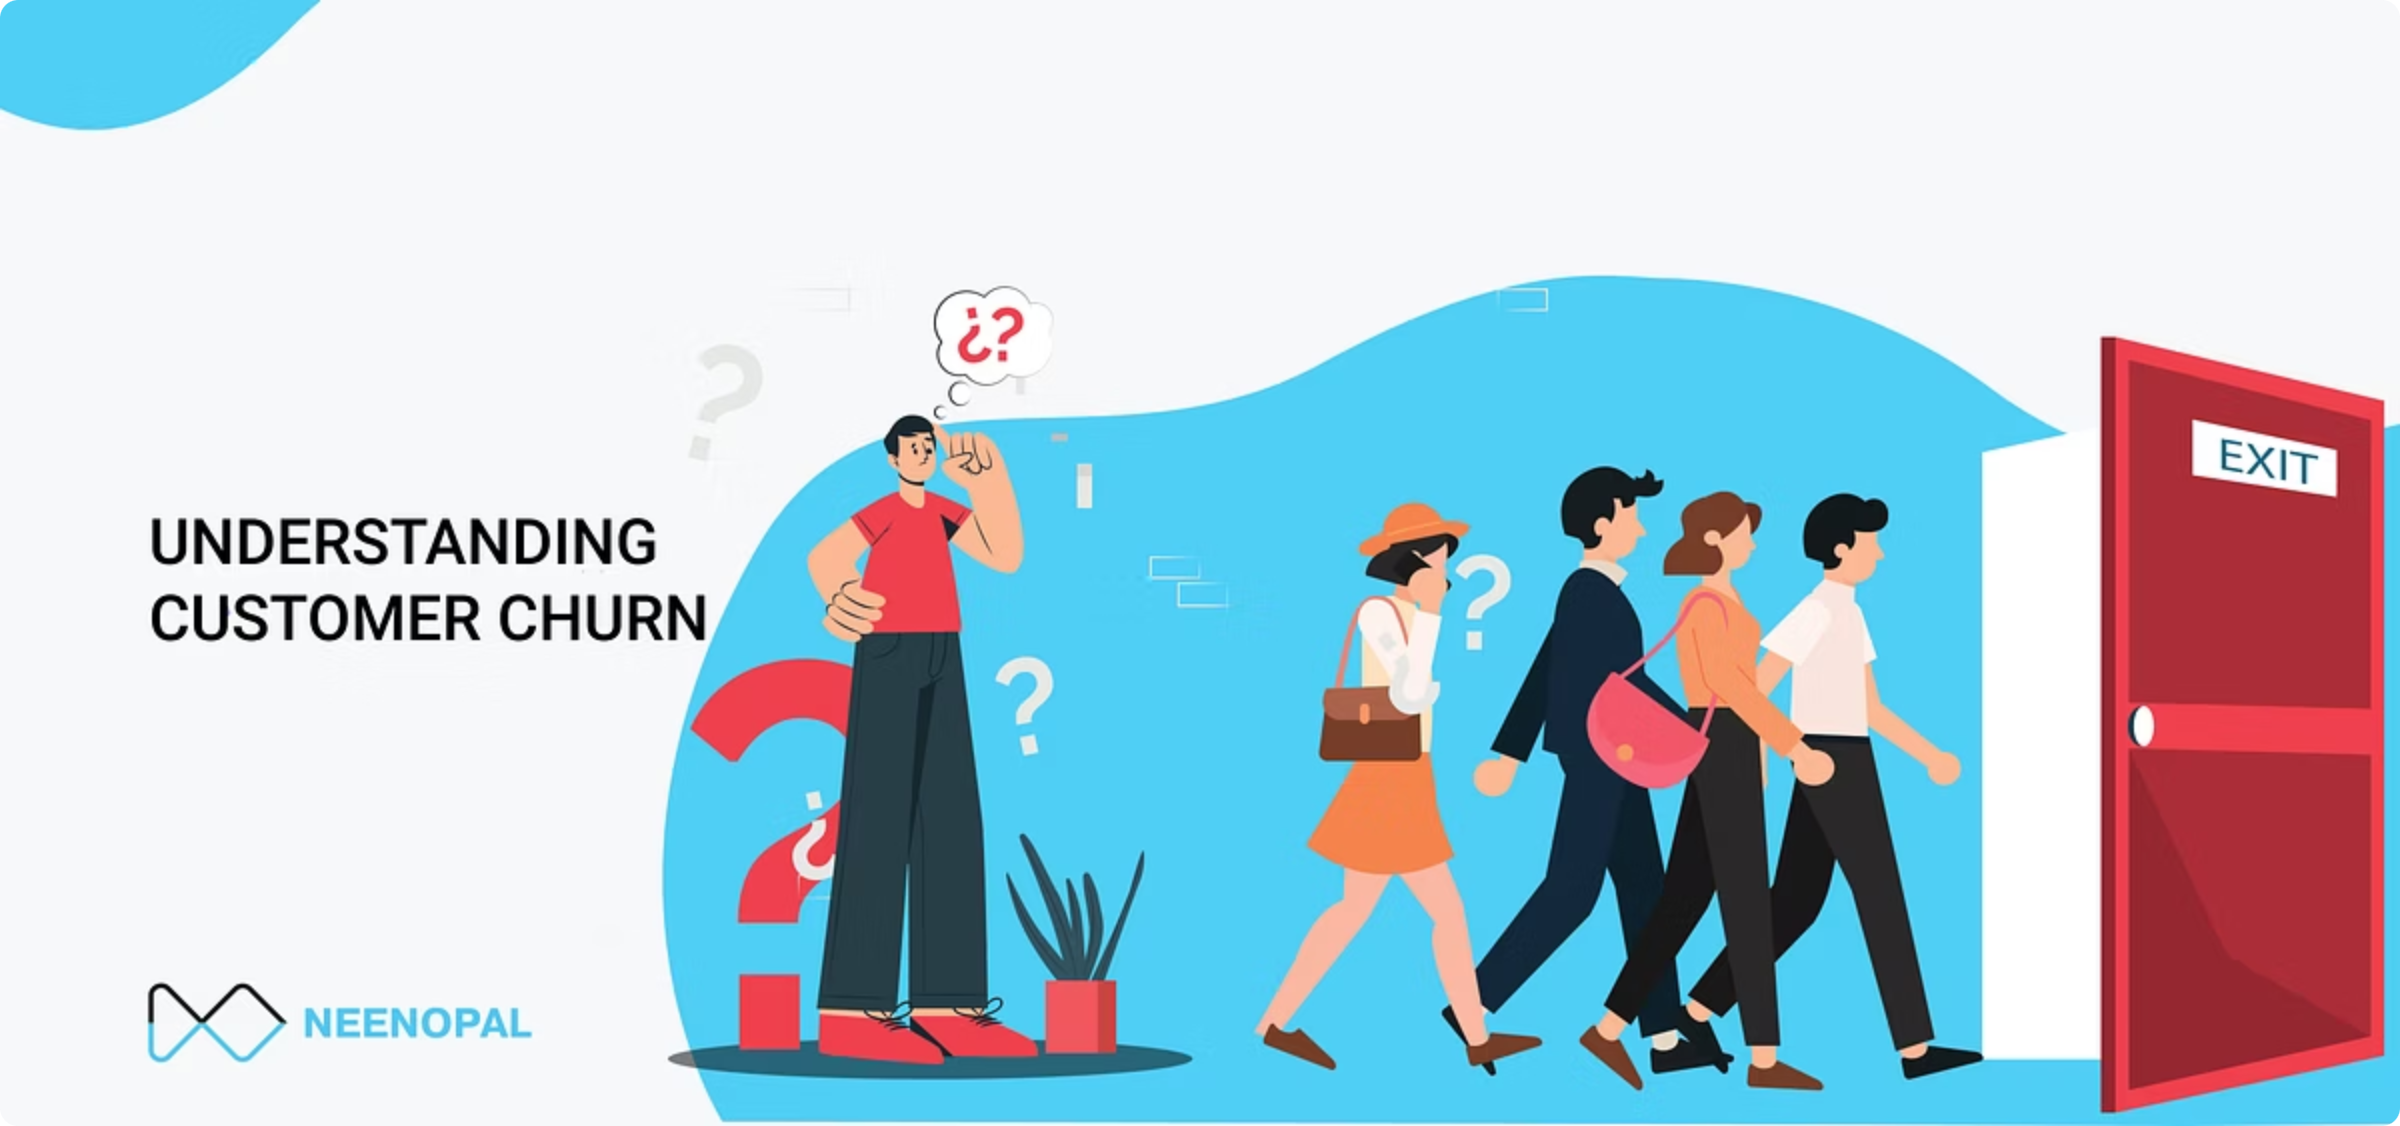 ¿?
UNDERSTANDING
CUSTOMER CHURN
EXIT
NEENOPAL